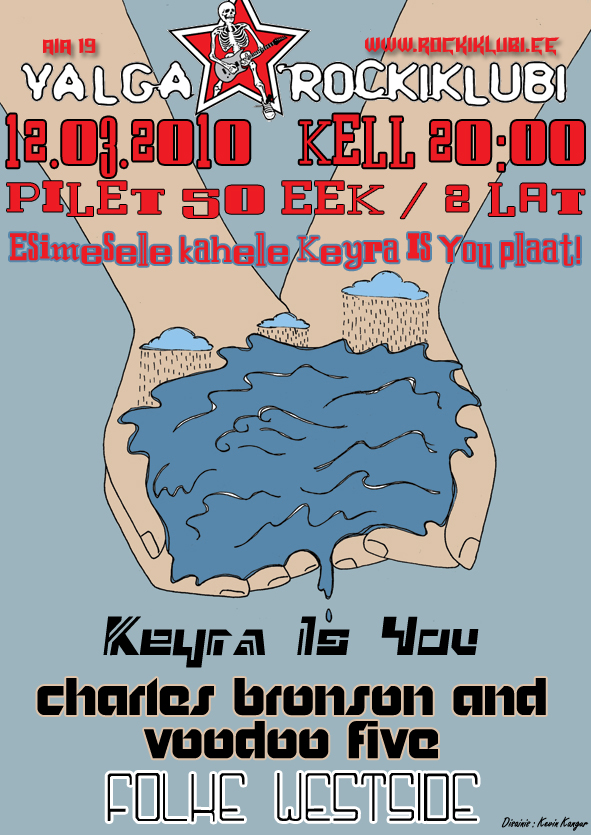 AIA 19
WWW.ROCKIKLUBI.EE
VALGA ROCKIKLUBI
12.03.2010 KELL 20:00
PILET 50 EEK / 2 LAT
Esimesele kahele Keyra Is You plaat!
Keyra Is You
charles bronson and
voodoo five
FOLKE WESTSIDE
Disainis : Kevin Kangur